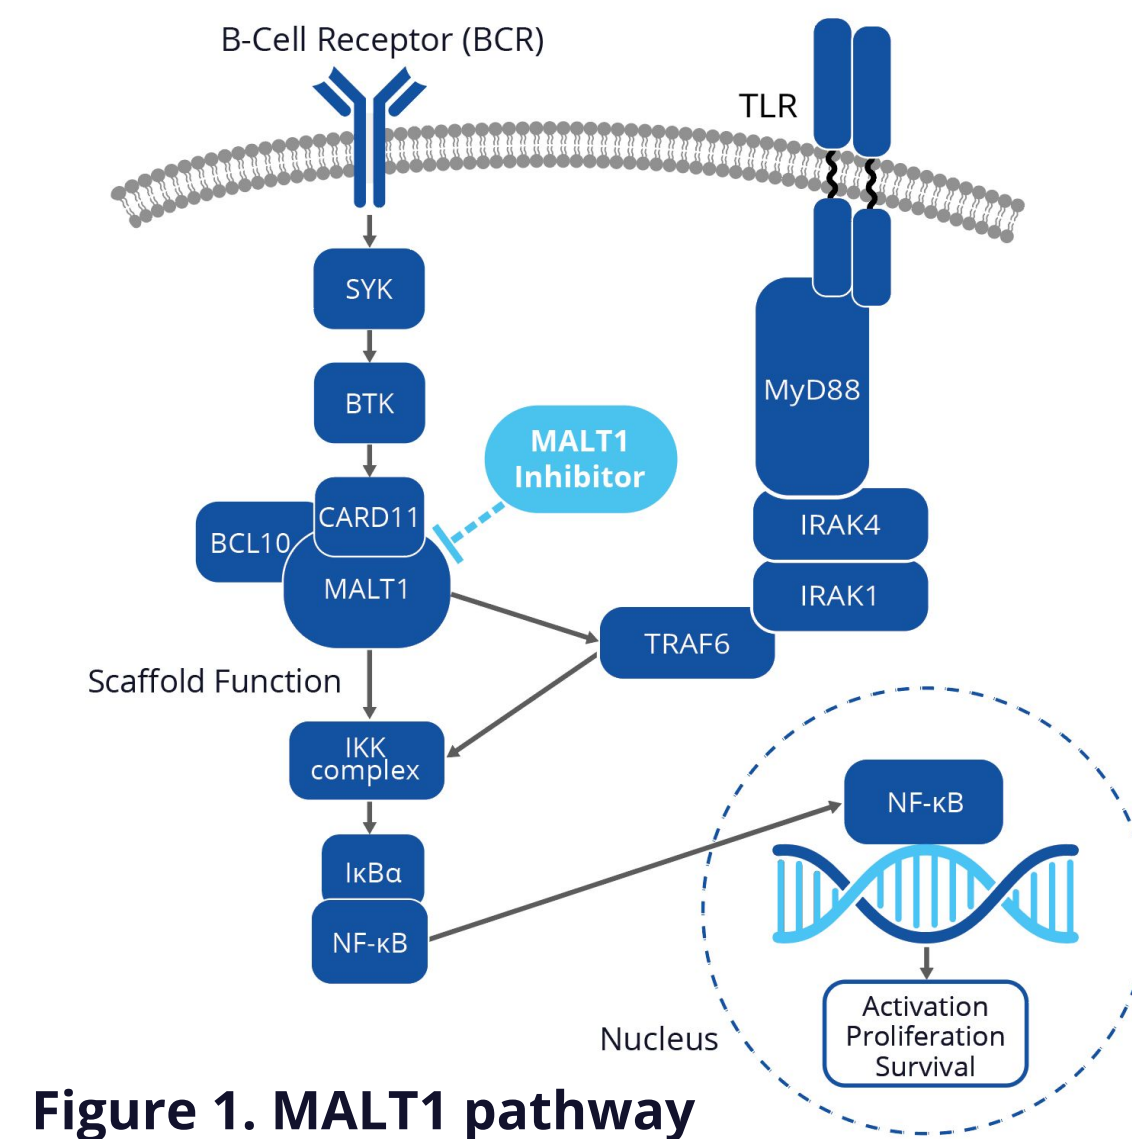 B-Cell Receptor (BCR)
TLR
SYK
BTK
MyD88
MALT1
Inhibitor
CARD11
BCL10
MALT1
IRAK4
IRAK1
TRAF6
Scaffold Function
IKK
complex
IκBα
NF-κB
NF-κB
Activation
Proliferation
Survival
Nucleus
Figure 1. MALT1 pathway